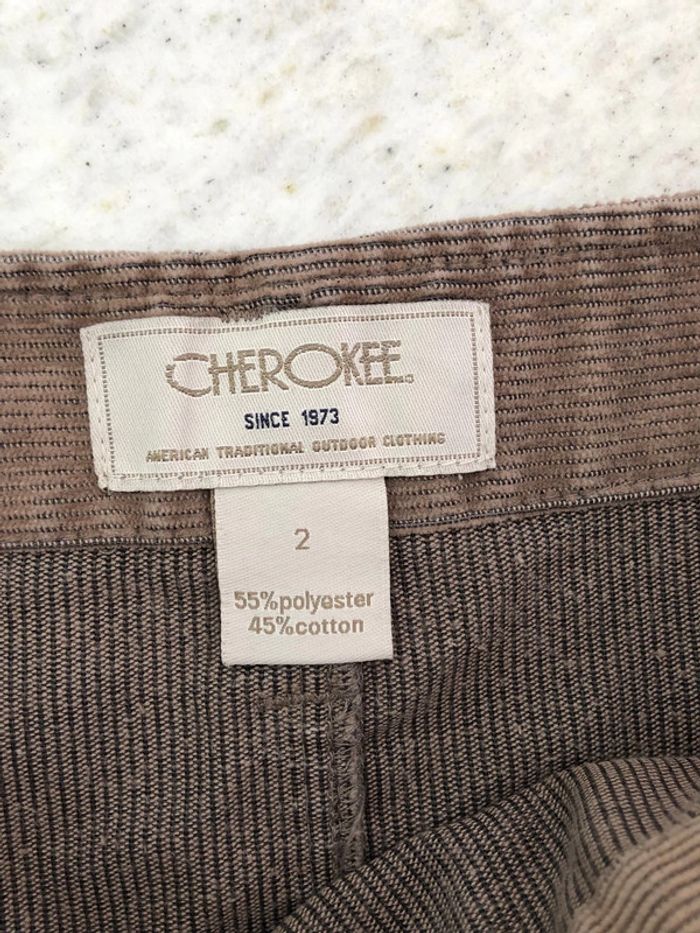 CHEROKEE
SINCE 1973
AMERICAN TRADITIONAL OUTDOOR CLOTHING
2
55%polyester
45%cotton